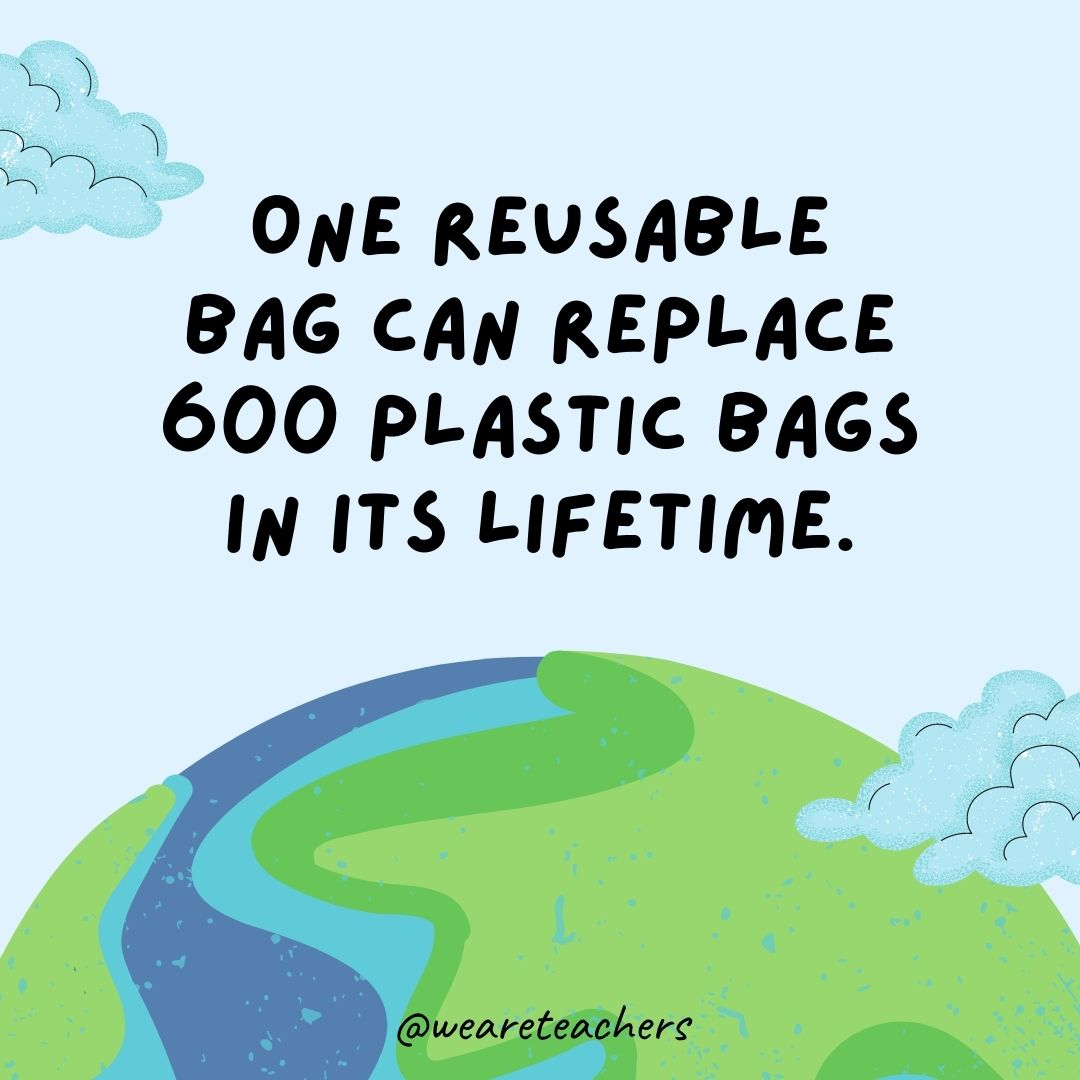 ONE REUSABLE
BAG CAN REPLACE
600 PLASTIC BAGS
IN ITS LIFETIME.
@weareteachers